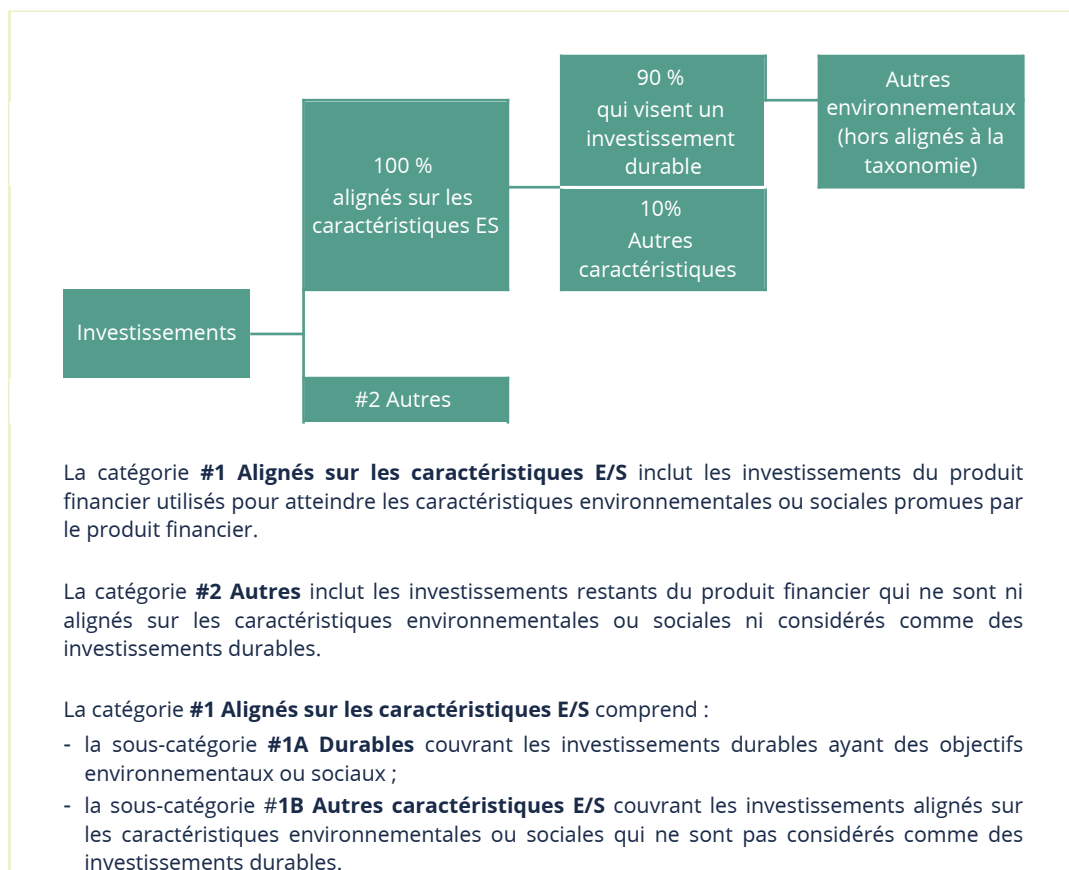 90 %
qui visent un
investissement
durable
Autres
environnementaux
(hors alignés à la
taxonomie)
100 %
alignés sur les
caractéristiques ES
10%
Autres
caractéristiques
Investissements
#2 Autres
La catégorie #1 Alignés sur les caractéristiques E/S inclut les investissements du produit
financier utilisés pour atteindre les caractéristiques environnementales ou sociales promues par
le produit financier.
La catégorie #2 Autres inclut les investissements restants du produit financier qui ne sont ni
alignés sur les caractéristiques environnementales ou sociales ni considérés comme des
investissements durables.
La catégorie #1 Alignés sur les caractéristiques E/S comprend :
- la sous-catégorie #1A Durables couvrant les investissements durables ayant des objectifs
environnementaux ou sociaux ;
- la sous-catégorie #1B Autres caractéristiques E/S couvrant les investissements alignés sur
les caractéristiques environnementales ou sociales qui ne sont pas considérés comme des
investissements durables.